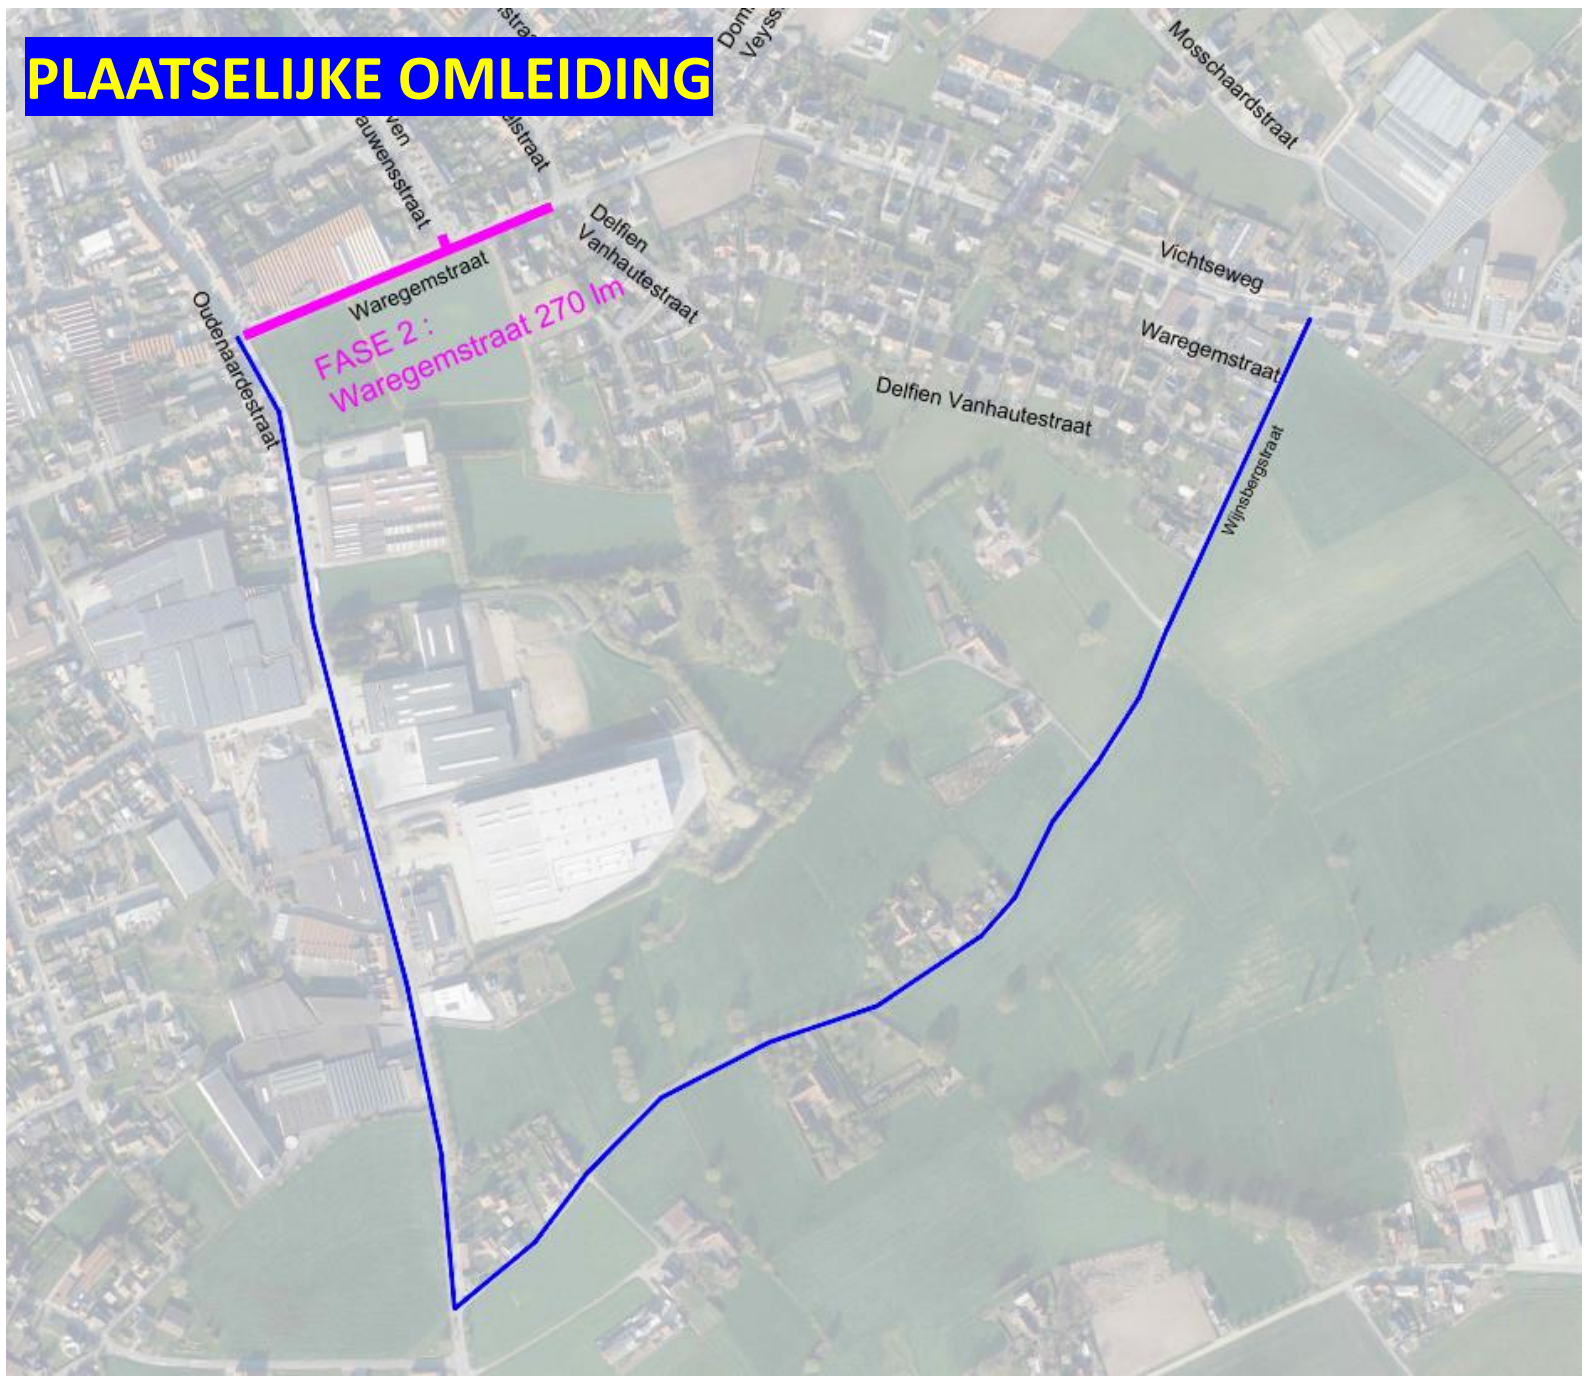 PLAATSELIJKE OMLEIDING
Mosschaardstraat
Delfien
Vanhautestraat
Vichtseweg
Waregemstraat
Oudenaardestraat
FASE 2 :
Waregemstraat 270 lm
Waregemstraat
Delfien Vanhautestraat
Wijnsbergstraat